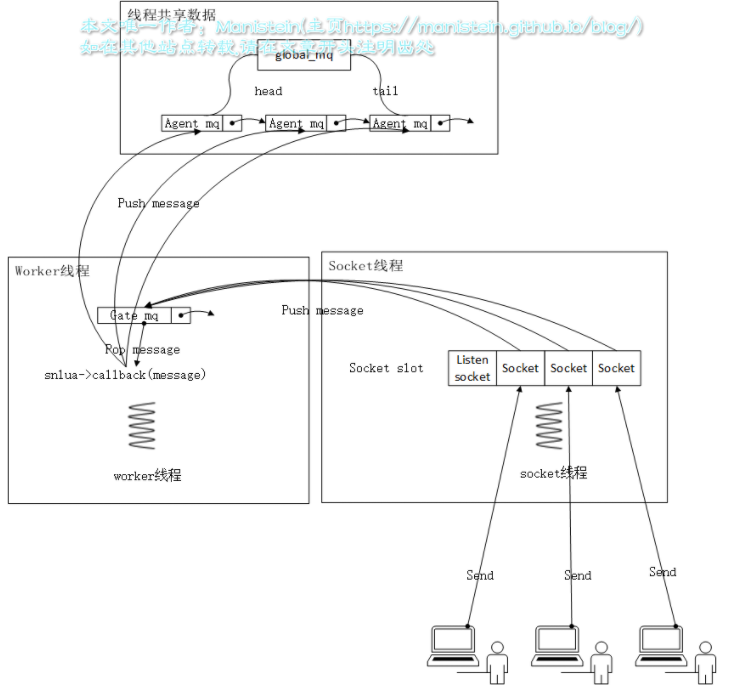 线程共享数据
本文唯一作者：Manistein(主页https://manistein.github.io/blog/)
如在其他站点转载,请在文章开头注明出处
global_mq
head
tail
Agent mq
Agent mq
Agent mq
Push message
Worker线程
Socket线程
Gate mq
Push message
Pop message
snlua->callback(message)
Socket slot
Listen
socket
Socket
Socket
Socket
worker线程
socket线程
Send
Send
Send